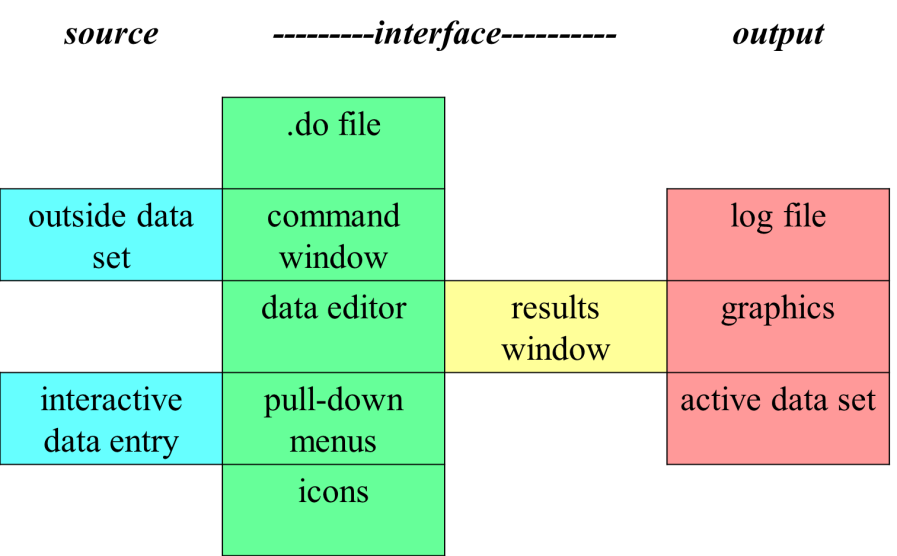 source ---------interface---------- output
.do file
outside data command log file
set window
data editor results graphics
window
interactive pull-down active data set
data entry menus
icons